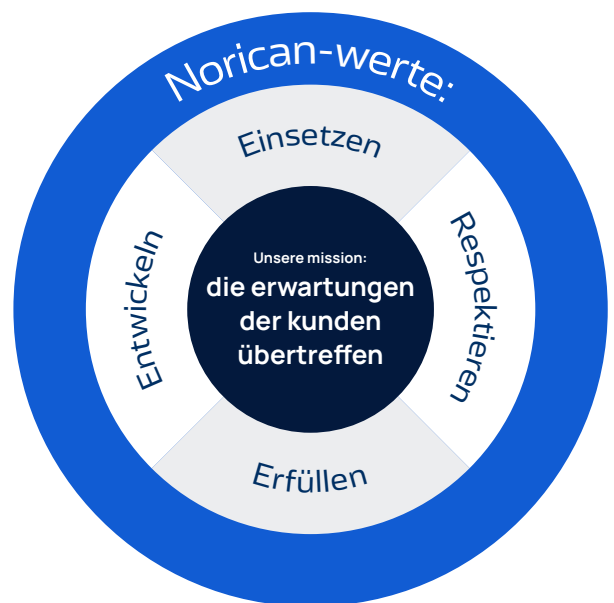 Norican-werte:
Einsetzen
Respektieren
Erfüllen
Entwickeln
Unsere mission:
die erwartungen
der kunden
übertreffen